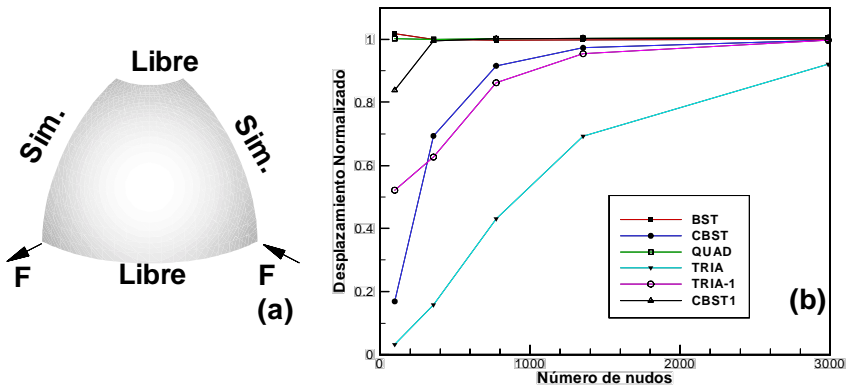 Libre
Sim.
Sim.
F
Libre
F
(a)
Desplazamiento Normalizado
1
0.8
0.6
0.4
0.2
0
0
1000
2000
3000
Número de nudos
BST
CBST
QUAD
TRIA
TRIA-1
CBST1
(b)